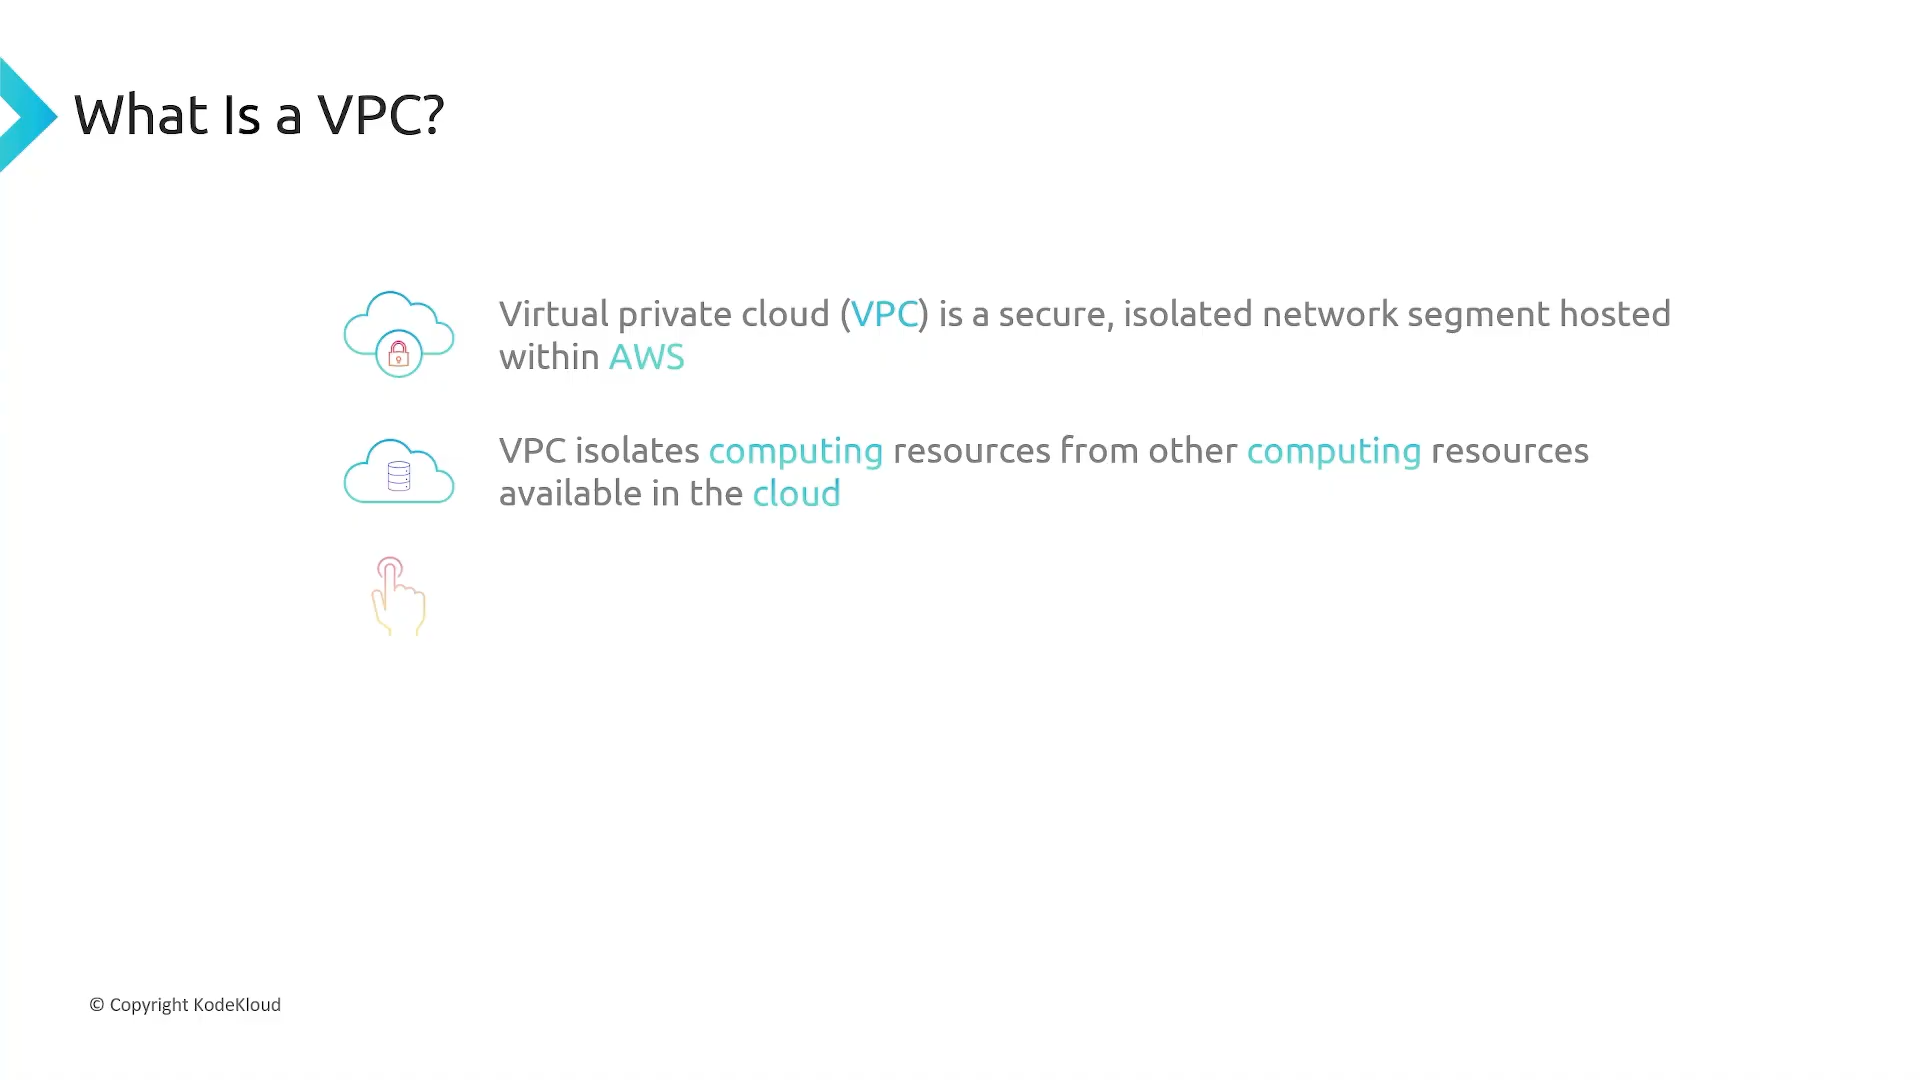 What Is a VPC?
Virtual private cloud (VPC) is a secure, isolated network segment hosted
within AWS
VPC isolates computing resources from other computing resources
available in the cloud
© Copyright KodeKloud